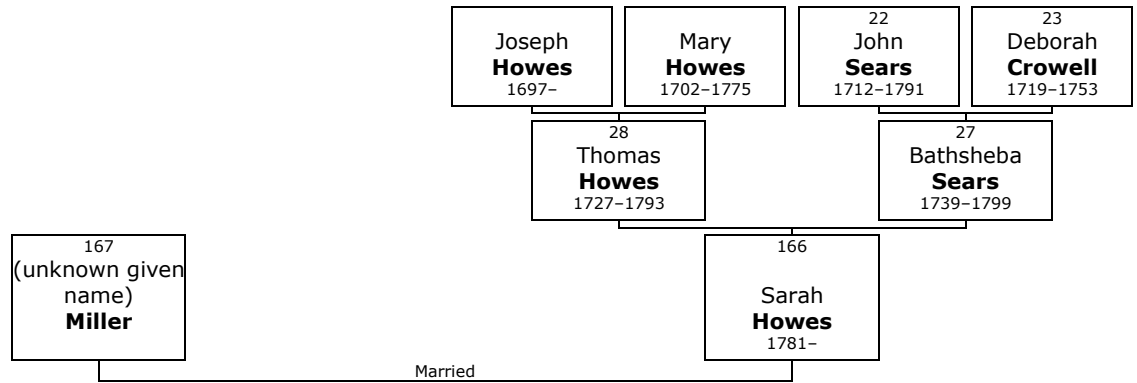 Joseph
Howes
1697–
Mary
Howes
1702–1775
22
John
Sears
1712–1791
23
Deborah
Crowell
1719–1753
28
Thomas
Howes
1727–1793
27
Bathsheba
Sears
1739–1799
167
(unknown given
name)
Miller
166
Sarah
Howes
1781–
Married